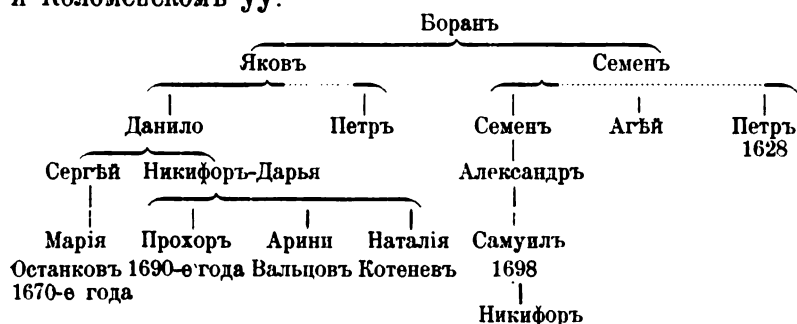 и Коломенскомъ уу.
Боранъ
Яковъ Семенъ
Данило Петръ Семенъ Агѣй Петръ
1628
Сергѣй Никифоръ-Дарья Александръ
Марія Прохоръ Арини Наталія Самуилъ
Останковъ 1690-е года Вальцовъ Котеневъ 1698
1670-е года
Никифоръ